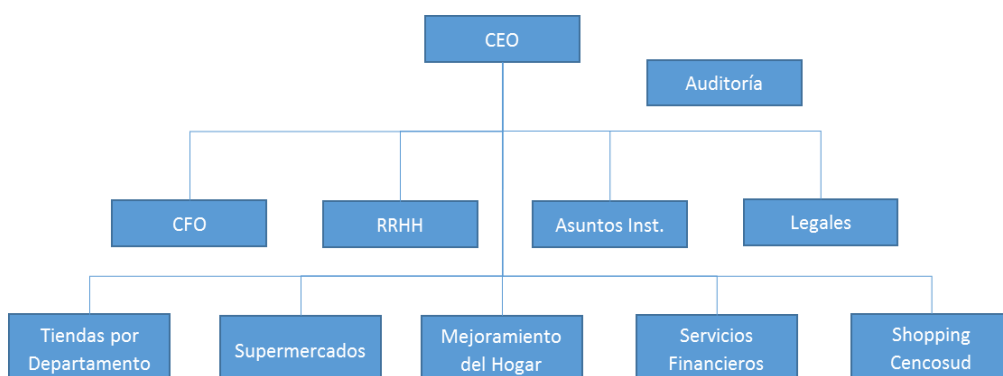 CEO
Auditoría
CFO
RRHH
Asuntos Inst.
Legales
Tiendas por
Departamento
Supermercados
Mejoramiento
del Hogar
Servicios
Financieros
Shopping
Cencosud